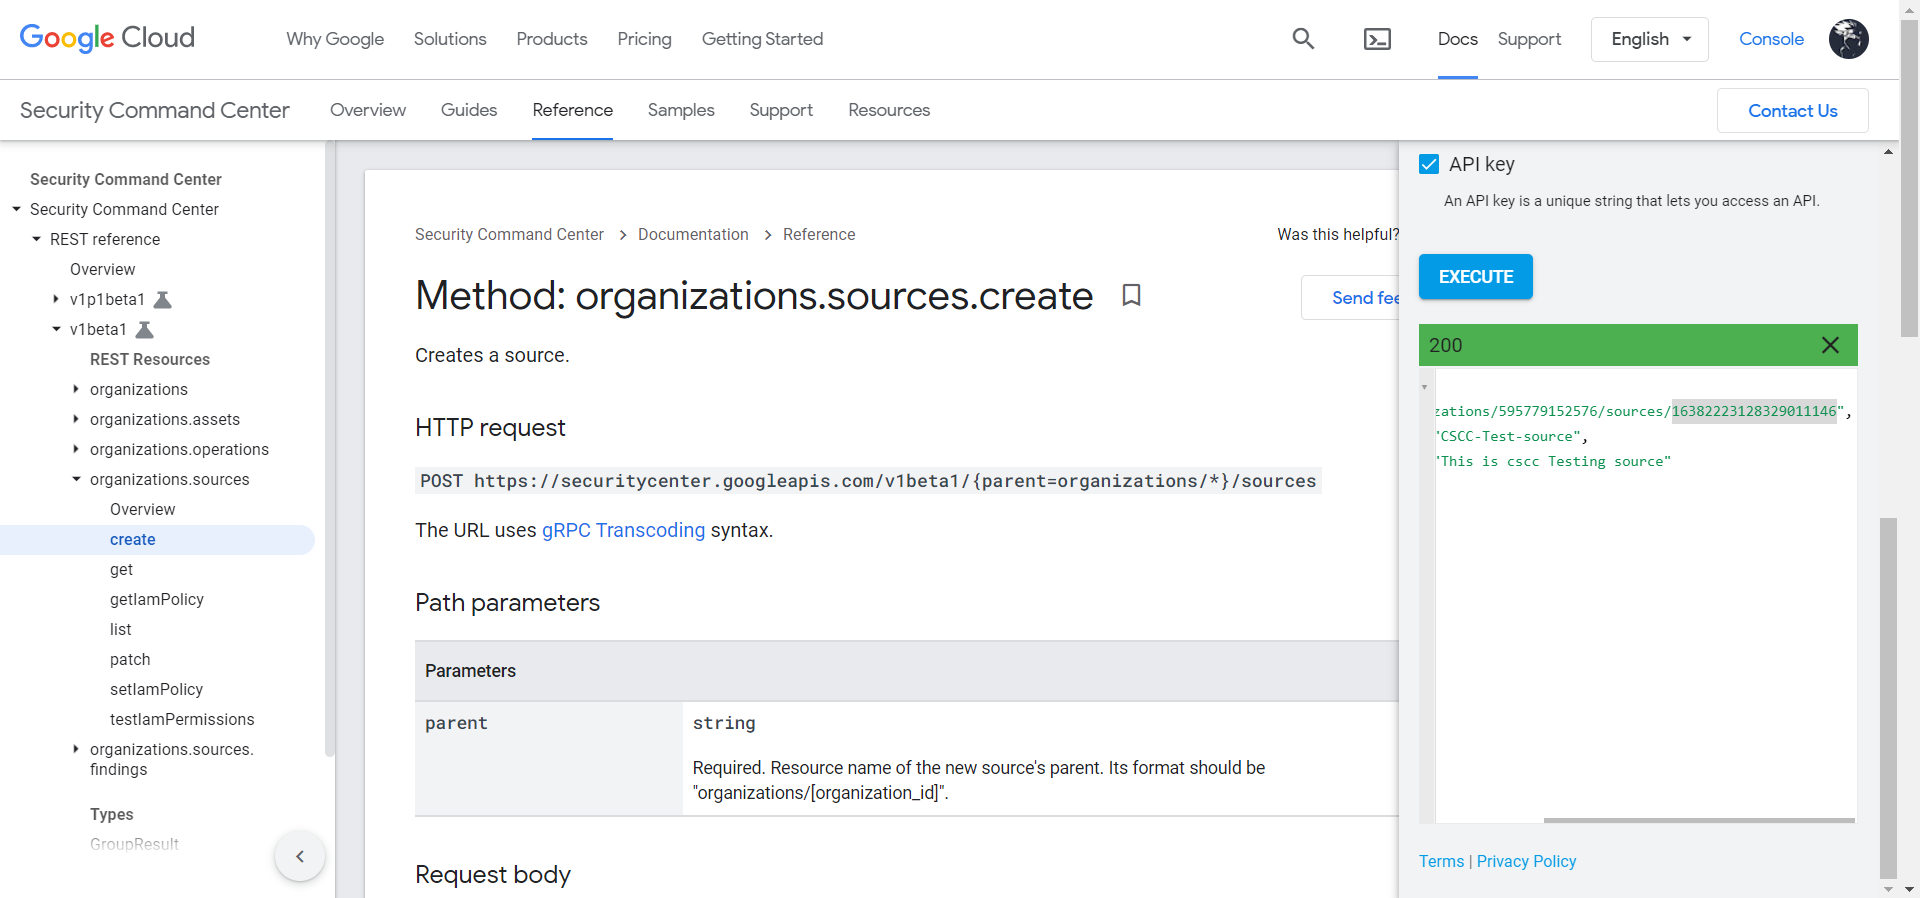 Google Cloud
Why Google
Solutions
Products
Pricing
Getting Started
Docs
Support
English
Console
Security Command Center
Overview
Guides
Reference
Samples
Support
Resources
Contact Us
Security Command Center
Security Command Center
REST reference
Overview
v1p1beta1
v1beta1
REST Resources
organizations
organizations.assets
organizations.operations
organizations.sources
Overview
create
get
getIamPolicy
list
patch
setIamPolicy
testIamPermissions
organizations.sources.
findings
Types
GroupResult
Security Command Center > Documentation > Reference
Was this helpful?
Method: organizations.sources.create
Send fee
Creates a source.
HTTP request
POST https://securitycenter.googleapis.com/v1beta1/{parent=organizations/*}/sources
The URL uses gRPC Transcoding syntax.
Path parameters
Parameters
parent
string
Required. Resource name of the new source's parent. Its format should be
"organizations/[organization_id]".
Request body
API key
An API key is a unique string that lets you access an API.
EXECUTE
200
zations/595779152576/sources/16382223128329011146",
"CSCC-Test-source",
"This is cscc Testing source"
Terms | Privacy Policy